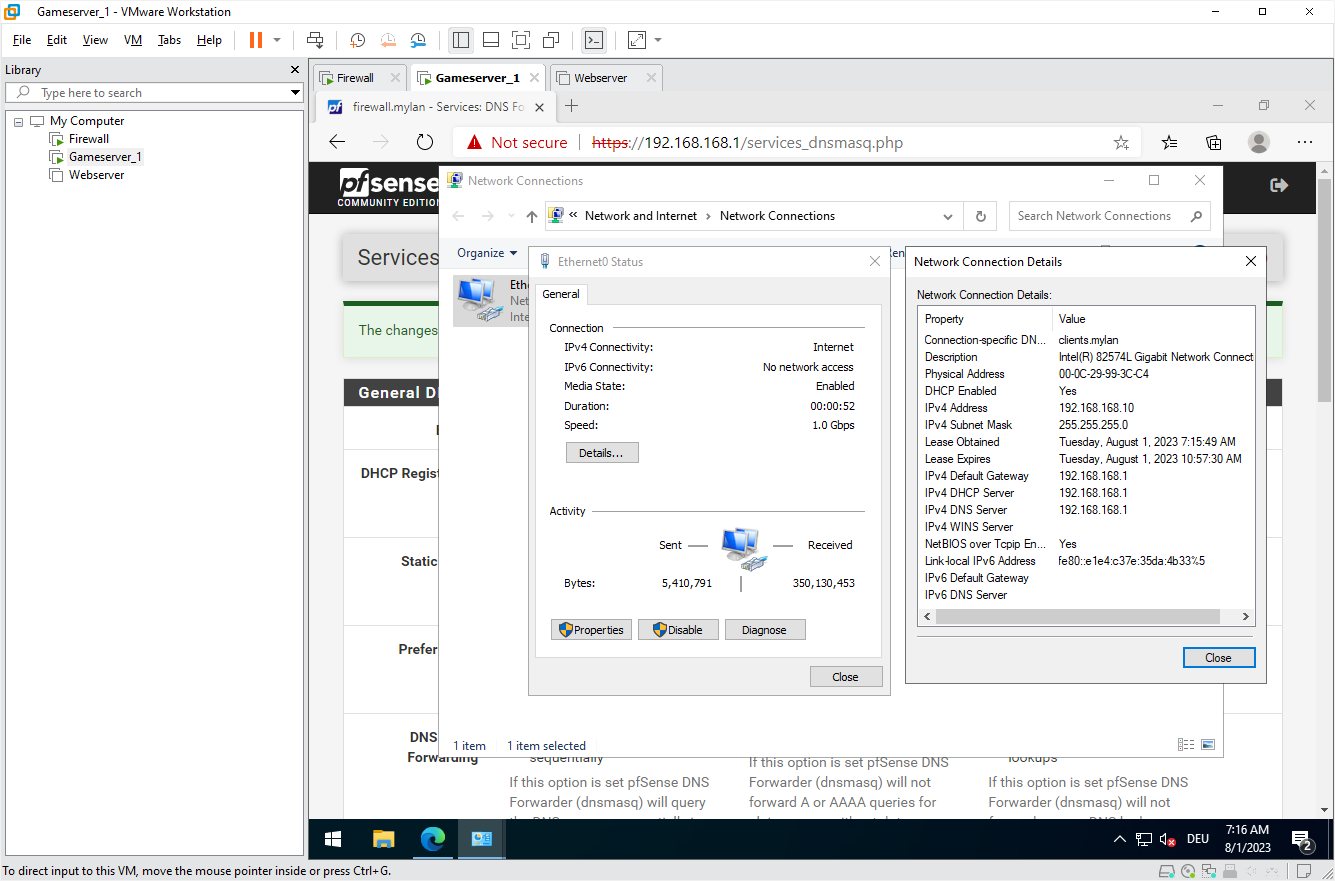 Gameserver_1 - VMware Workstation
File Edit View VM Tabs Help
Library
Type here to search
My Computer
Firewall
Gameserver_1
Webserver
Firewall Gameserver_1 Webserver
firewall.mylan - Services: DNS Fo
Not secure https://192.168.168.1/services_dnsmasq.php
pfsense
COMMUNITY EDITION
Network Connections
Network and Internet Network Connections
Search Network Connections
Services
Organize
The changes
General D
DHCP Regist
Static
Prefer
DNS
Forwarding
sequentially
lookups
If this option is set pfSense DNS
Forwarder (dnsmasq) will query
If this option is set pfSense DNS
Forwarder (dnsmasq) will not
forward A or AAAA queries for
If this option is set pfSense DNS
Forwarder (dnsmasq) will not
Ethernet0 Status
General
Connection
IPv4 Connectivity: Internet
IPv6 Connectivity: No network access
Media State: Enabled
Duration: 00:00:52
Speed: 1.0 Gbps
Details...
Activity
Sent Received
Bytes: 5,410,791 350,130,453
Properties Disable Diagnose
Close
Network Connection Details
Network Connection Details:
Property Value
Connection-specific DN... clients.mylan
Description Intel(R) 82574L Gigabit Network Connect
Physical Address 00-0C-29-99-3C-C4
DHCP Enabled Yes
IPv4 Address 192.168.168.10
IPv4 Subnet Mask 255.255.255.0
Lease Obtained Tuesday, August 1, 2023 7:15:49 AM
Lease Expires Tuesday, August 1, 2023 10:57:30 AM
IPv4 Default Gateway 192.168.168.1
IPv4 DHCP Server 192.168.168.1
IPv4 DNS Server 192.168.168.1
IPv4 WINS Server
NetBIOS over Tcpip En... Yes
Link-local IPv6 Address fe80::e1e4:c37e:35da:4b33%5
IPv6 Default Gateway
IPv6 DNS Server
Close
1 item 1 item selected
DEU
7:16 AM
8/1/2023
2
To direct input to this VM, move the mouse pointer inside or press Ctrl+G.